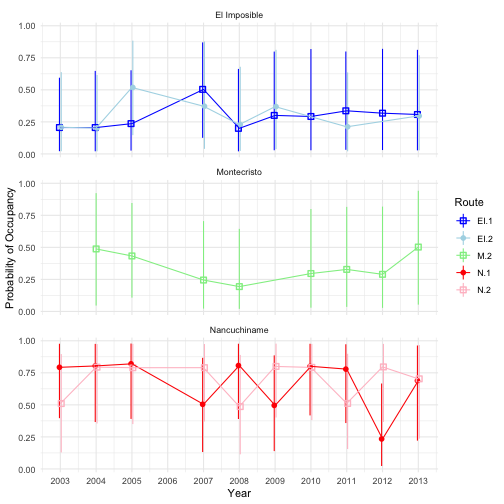 El Imposible
1.00
0.75
0.50
0.25
0.00
Montecristo
1.00
0.75
0.50
0.25
0.00
Nancuchiname
1.00
0.75
0.50
0.25
0.00
2003 2004 2005 2006 2007 2008 2009 2010 2011 2012 2013
Year
Probability of Occupancy
Route
EI.1
EI.2
M.2
N.1
N.2